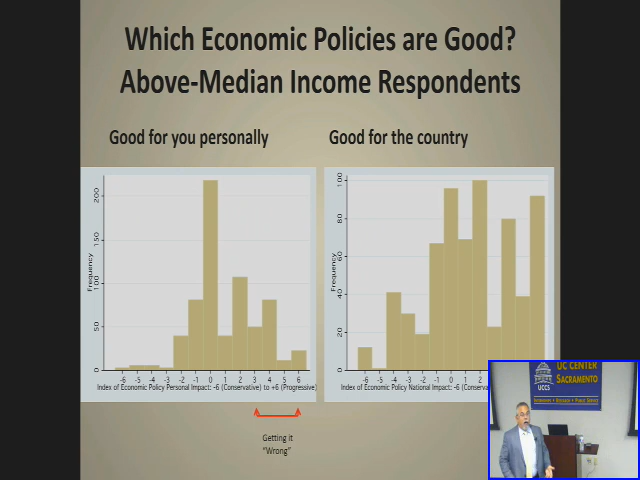 Which Economic Policies are Good?
Above-Median Income Respondents
Good for you personally
Good for the country
Frequency
200
150
100
50
0
-6 -5 -4 -3 -2 -1 0 1 2 3 4 5 6
Index of Economic Policy Personal Impact: -6 (Conservative) to +6 (Progressive)
Frequency
100
80
60
40
20
0
-6 -5 -4 -3 -2 -1 0 1 2
Index of Economic Policy National Impact: -6 (Conser
Getting it
"Wrong"
UC CENTER
SACRAMENTO
UCCS